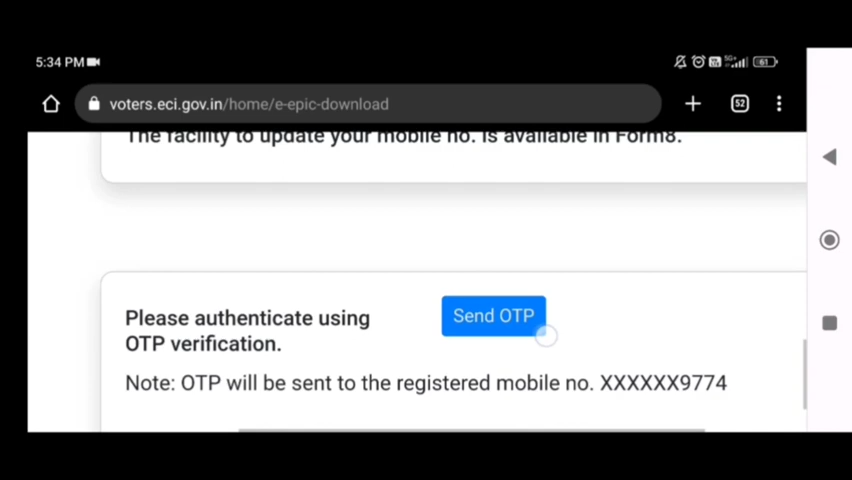 5:34 PM
5G+
61
voters.eci.gov.in/home/e-epic-download
52
The facility to update your mobile no. is available in Form8.
Please authenticate using
OTP verification.
Send OTP
Note: OTP will be sent to the registered mobile no. XXXXXX9774